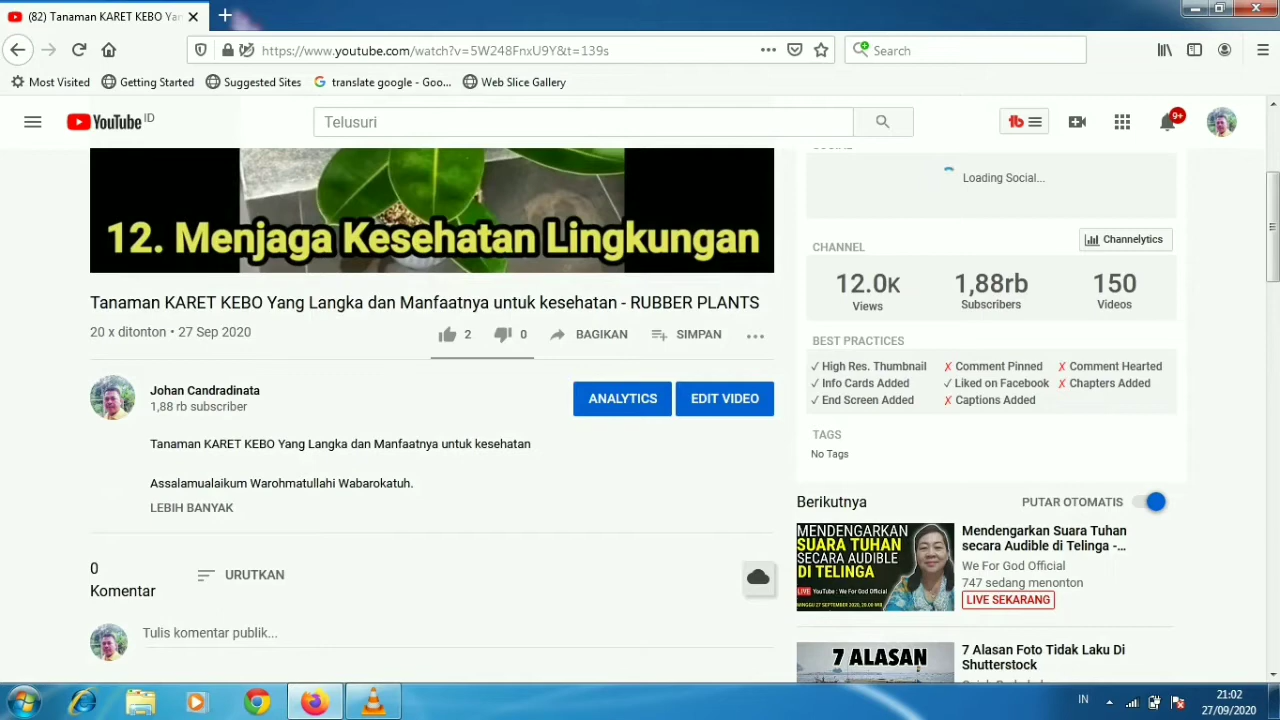 (82) Tanaman KARET KEBO Yan
https://www.youtube.com/watch?v=5W248FnxU9Y&t=139s
Search
Most Visited
Getting Started
Suggested Sites
translate google - Goo...
Web Slice Gallery
YouTube ID
Telusuri
9+
Loading Social...
12. Menjaga Kesehatan Lingkungan
CHANNEL
Channelytics
12.0K
1,88rb
150
Views
Subscribers
Videos
Tanaman KARET KEBO Yang Langka dan Manfaatnya untuk kesehatan - RUBBER PLANTS
20 x ditonton • 27 Sep 2020
2
0
BAGIKAN
SIMPAN
BEST PRACTICES
✓ High Res. Thumbnail
✗ Comment Pinned
✗ Comment Hearted
✓ Info Cards Added
✓ Liked on Facebook
✗ Chapters Added
✓ End Screen Added
✗ Captions Added
Johan Candradinata
1,88 rb subscriber
ANALYTICS
EDIT VIDEO
TAGS
No Tags
Tanaman KARET KEBO Yang Langka dan Manfaatnya untuk kesehatan
Assalamualaikum Warohmatullahi Wabarokatuh.
LEBIH BANYAK
Berikutnya
PUTAR OTOMATIS
MENDENGARKAN
SUARA TUHAN
SECARA AUDIBLE
DI TELINGA
LIVE YouTube : We For God Official
MINGGU 27 SEPTEMBER 2020, 20.00 WIB
Mendengarkan Suara Tuhan
secara Audible di Telinga -...
We For God Official
747 sedang menonton
LIVE SEKARANG
0
Komentar
URUTKAN
Tulis komentar publik...
7 ALASAN
7 Alasan Foto Tidak Laku Di
Shutterstock
IN
21:02
27/09/2020